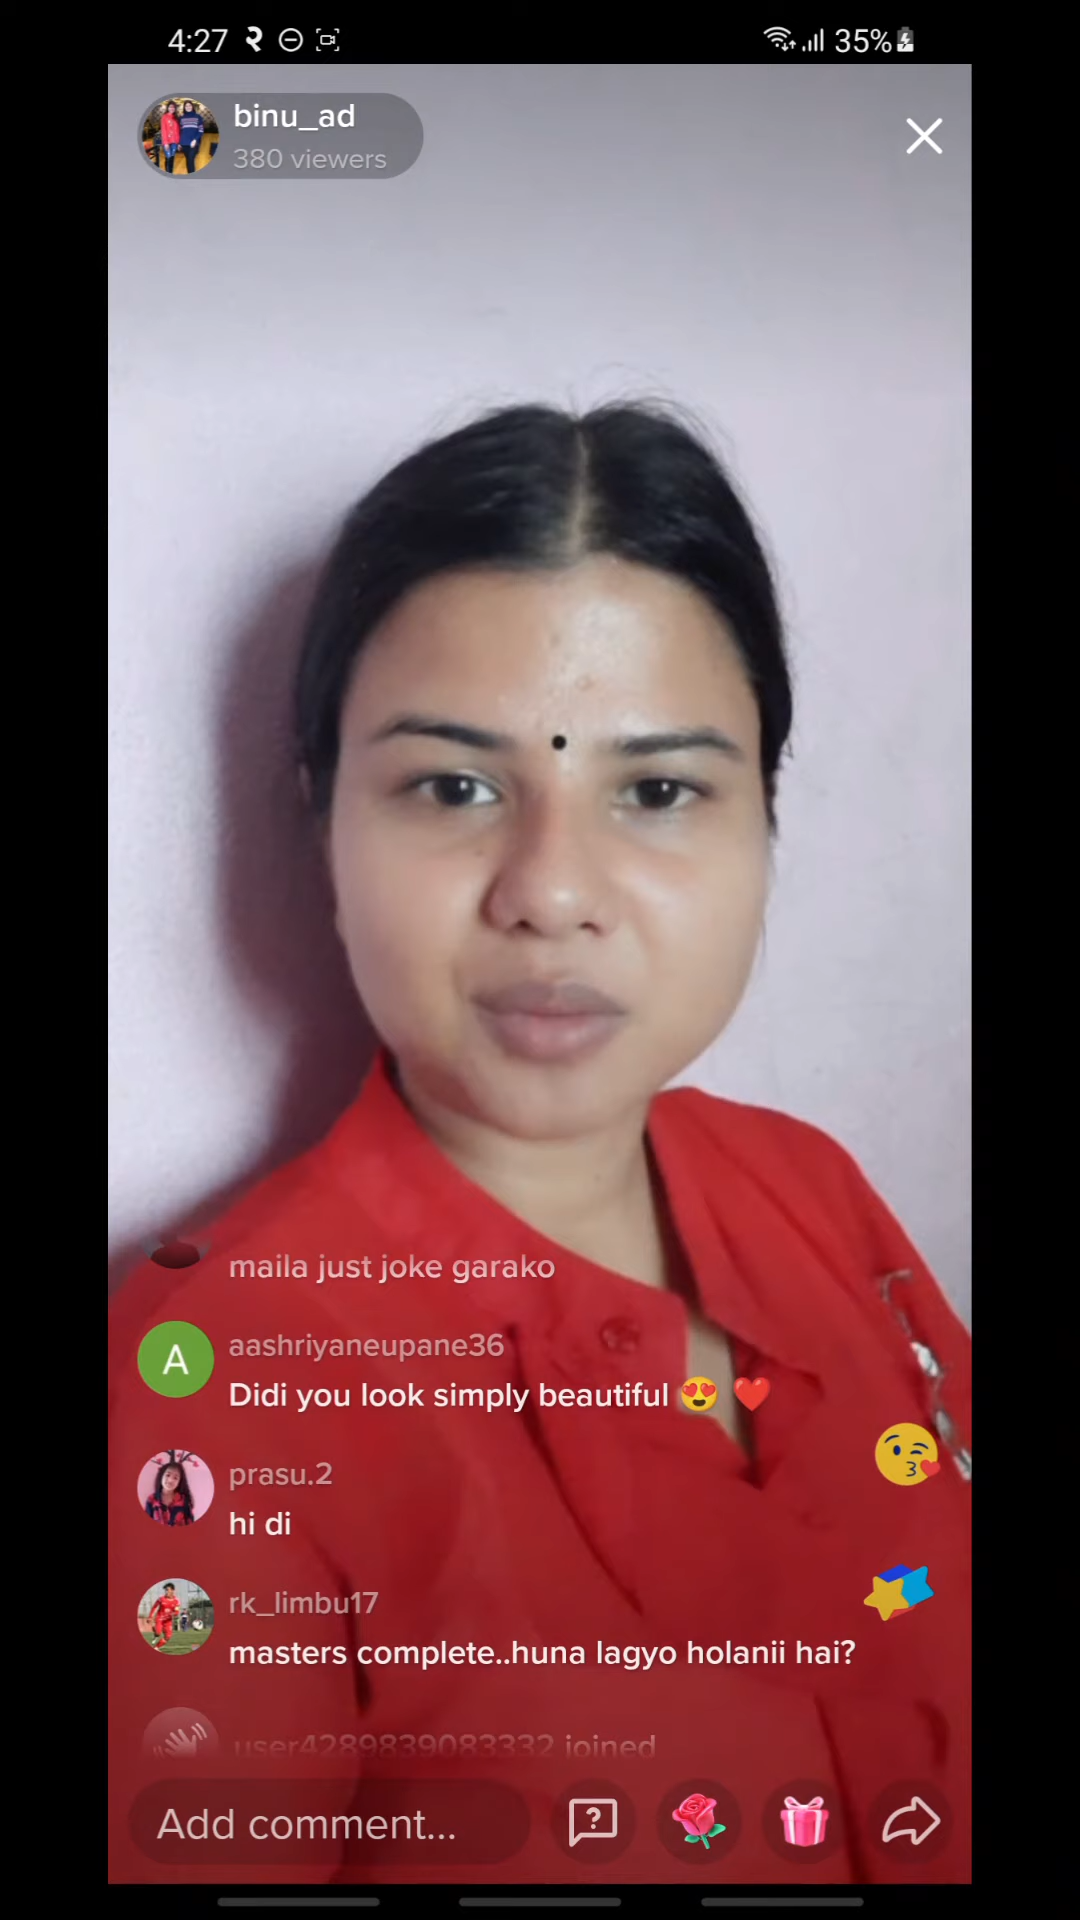 4:27
35%
binu_ad
380 viewers
maila just joke garako
A
aashriyaneupane36
Didi you look simply beautiful 😍 ❤️
prasu.2
hi di
rk_limbu17
masters complete..huna lagyo holanii hai?
user4289839083332 joined
Add comment...